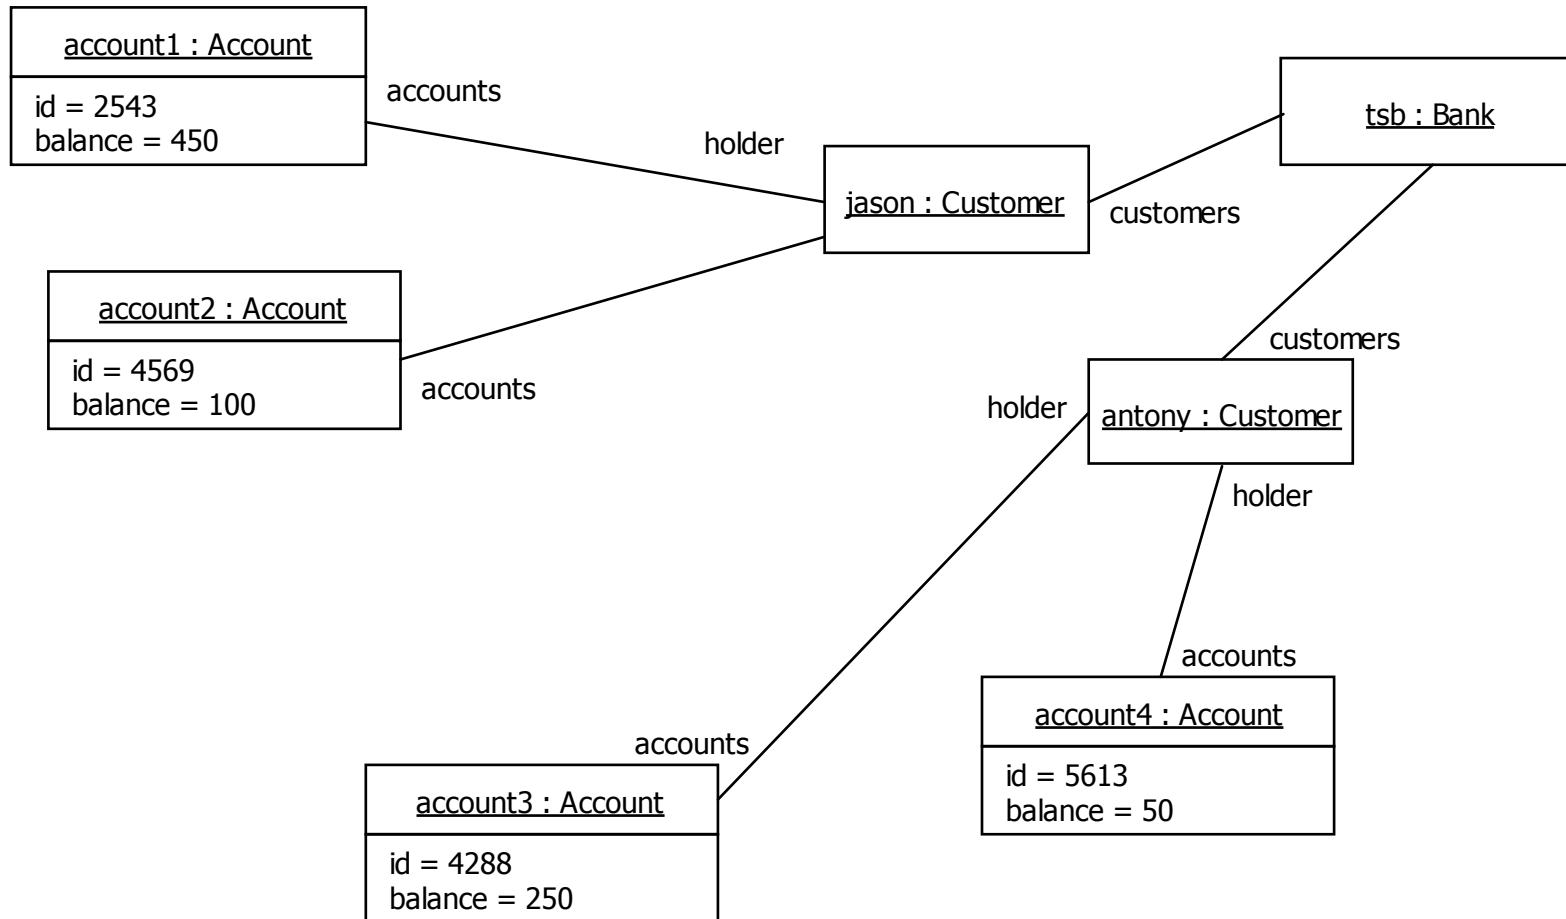 account1 : Account
id = 2543
balance = 450
accounts
holder
jason : Customer
customers
tsb : Bank
account2 : Account
id = 4569
balance = 100
accounts
customers
holder
antony : Customer
holder
accounts
account4 : Account
id = 5613
balance = 50
accounts
account3 : Account
id = 4288
balance = 250